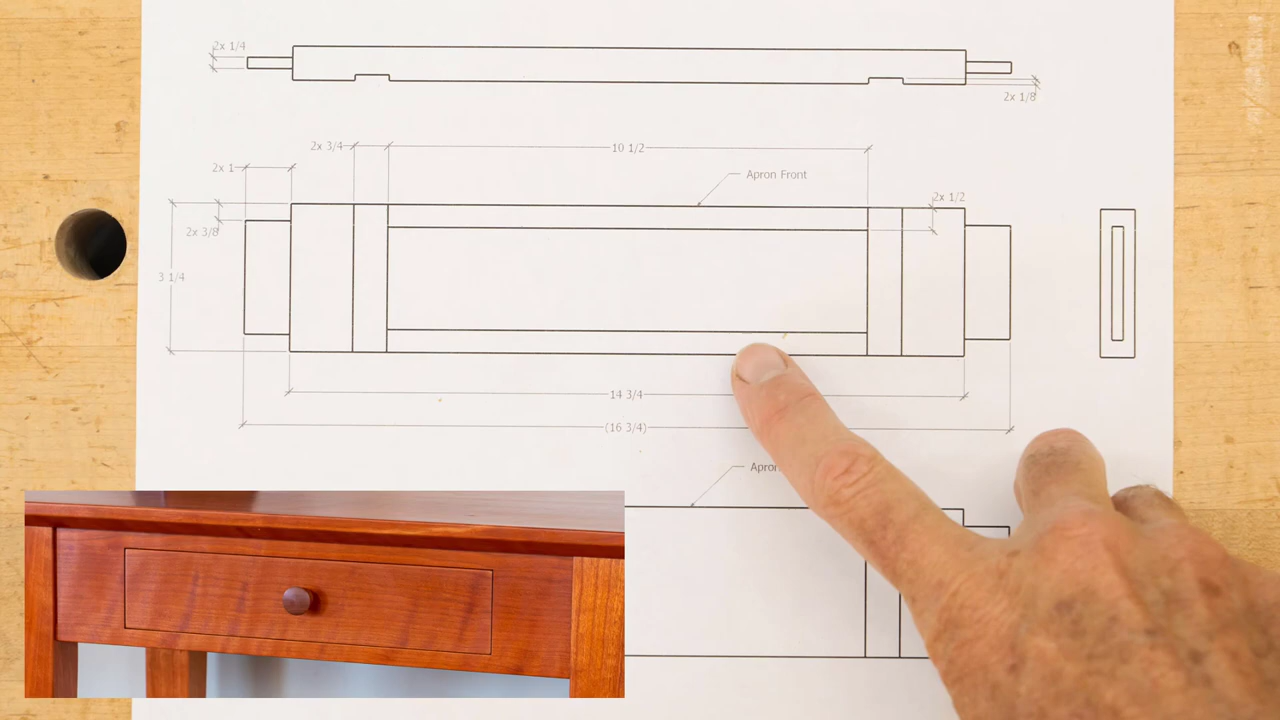 2x 1/4
2x 1/8
2x 3/4
10 1/2
2x 1
Apron Front
2x 1/2
2x 3/8
3 1/4
14 3/4
(16 3/4)